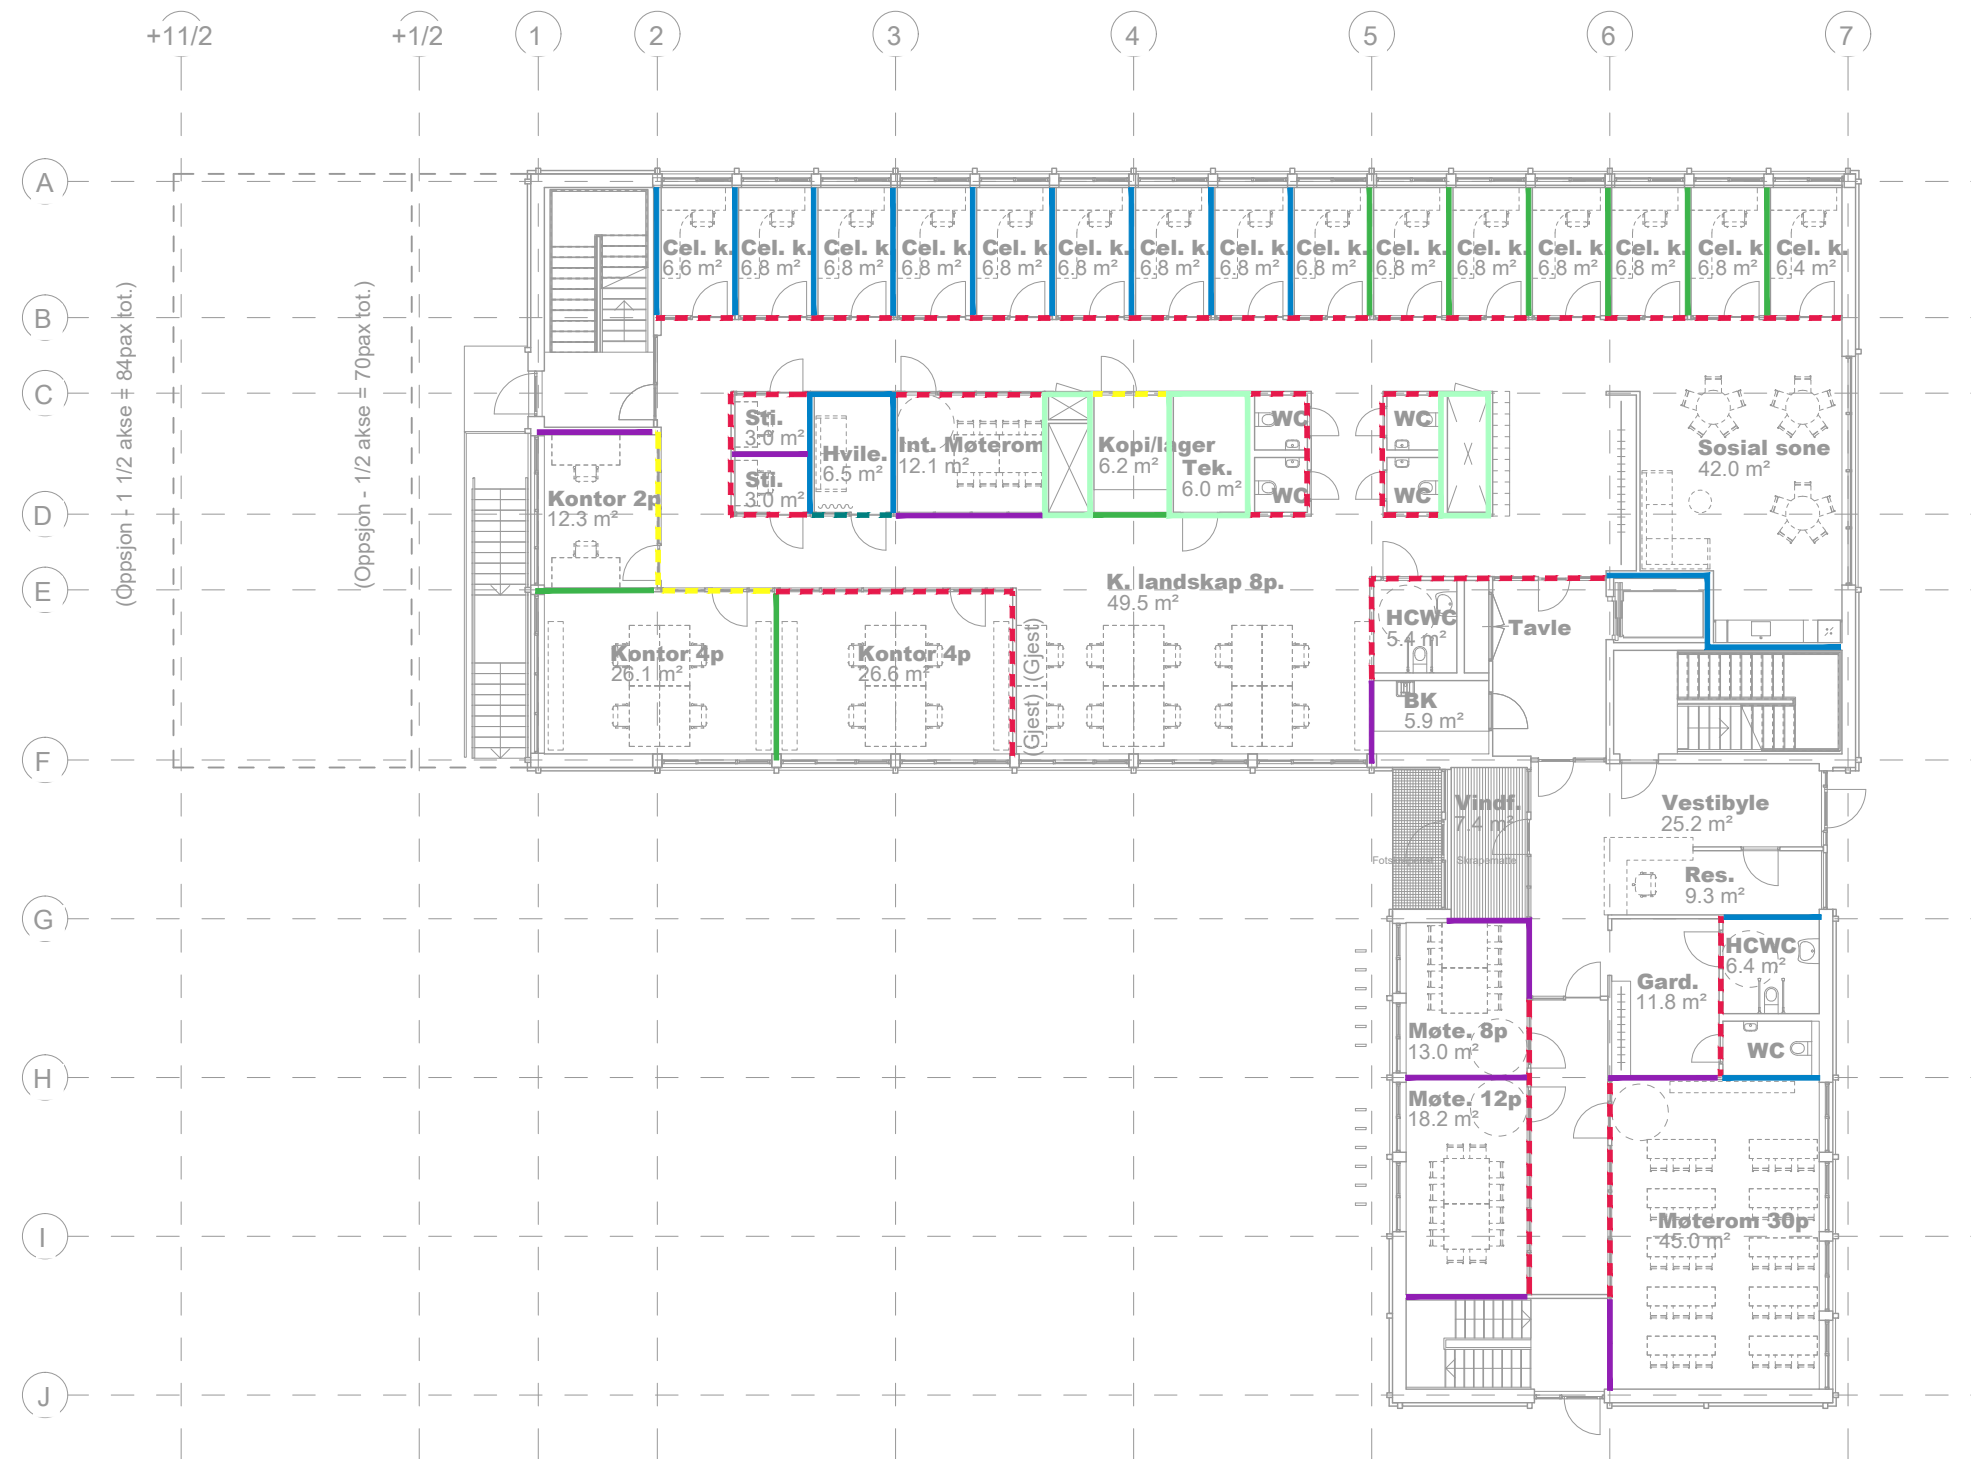 +11/2
+1/2
1
2
3
4
5
6
7
A
B
C
D
E
F
G
H
I
J
(Oppsjon - 1 1/2 akse = 84pax tot.)
(Oppsjon - 1/2 akse = 70pax tot.)
Cel. k.
6.6 m²
Cel. k.
6.8 m²
Cel. k.
6.8 m²
Cel. k.
6.8 m²
Cel. k.
6.8 m²
Cel. k.
6.8 m²
Cel. k.
6.8 m²
Cel. k.
6.8 m²
Cel. k.
6.8 m²
Cel. k.
6.8 m²
Cel. k.
6.8 m²
Cel. k.
6.8 m²
Cel. k.
6.8 m²
Cel. k.
6.8 m²
Cel. k.
6.4 m²
Sti.
3.0 m²
Sti.
3.0 m²
Hvile.
6.5 m²
Int. Møterom
12.1 m²
Kopi/lager
6.2 m²
Tek.
6.0 m²
WC
WC
WC
WC
Sosial sone
42.0 m²
Kontor 2p
12.3 m²
K. landskap 8p.
49.5 m²
Kontor 4p
26.1 m²
Kontor 4p
26.6 m²
(Gjest)
(Gjest)
HCWC
5.4 m²
Tavle
BK
5.9 m²
Vindf.
7.4 m²
Skrapematte
Vestibyle
25.2 m²
Res.
9.3 m²
HCWC
6.4 m²
Gard.
11.8 m²
WC
Møte. 8p
13.0 m²
Møte. 12p
18.2 m²
Møterom 30p
45.0 m²